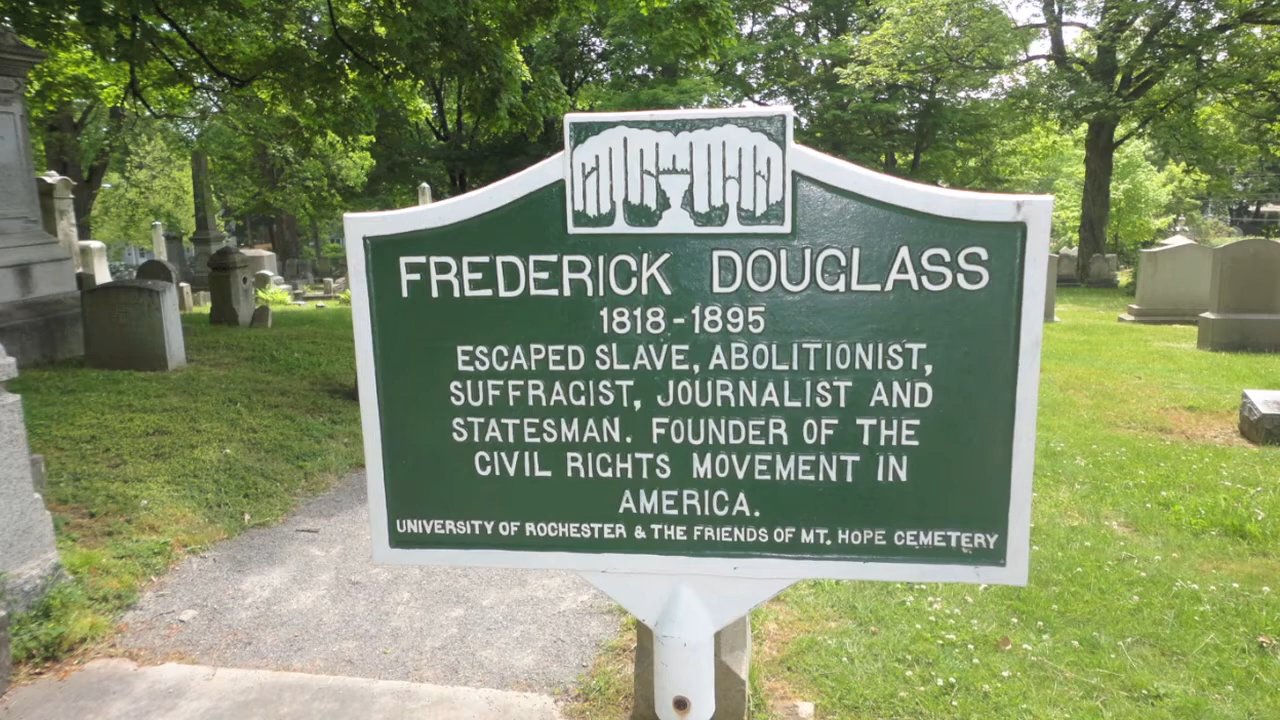 FREDERICK DOUGLASS
1818-1895
ESCAPED SLAVE, ABOLITIONIST,
SUFFRAGIST, JOURNALIST AND
STATESMAN. FOUNDER OF THE
CIVIL RIGHTS MOVEMENT IN
AMERICA.
UNIVERSITY OF ROCHESTER & THE FRIENDS OF MT. HOPE CEMETERY